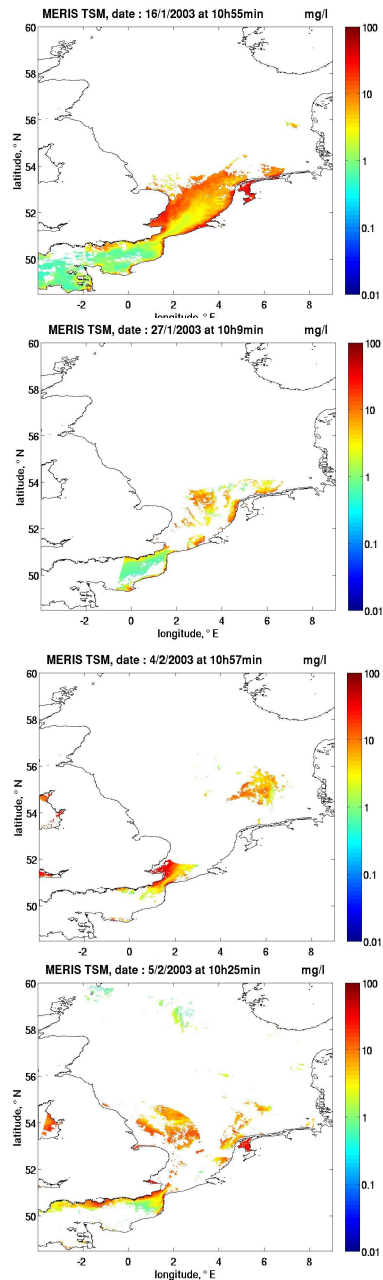 MERIS TSM, date : 16/1/2003 at 10h55min mg/l
100
10
1
0.1
0.01
latitude, ° N
60
58
56
54
52
50
-2 0 2 4 6 8
longitude, ° E
MERIS TSM, date : 27/1/2003 at 10h9min mg/l
100
10
1
0.1
0.01
latitude, ° N
60
58
56
54
52
50
-2 0 2 4 6 8
longitude, ° E
MERIS TSM, date : 4/2/2003 at 10h57min mg/l
100
10
1
0.1
0.01
latitude, ° N
60
58
56
54
52
50
-2 0 2 4 6 8
MERIS TSM, date : 5/2/2003 at 10h25min mg/l
100
10
1
0.1
0.01
latitude, ° N
60
58
56
54
52
50
-2 0 2 4 6 8
longitude, ° E